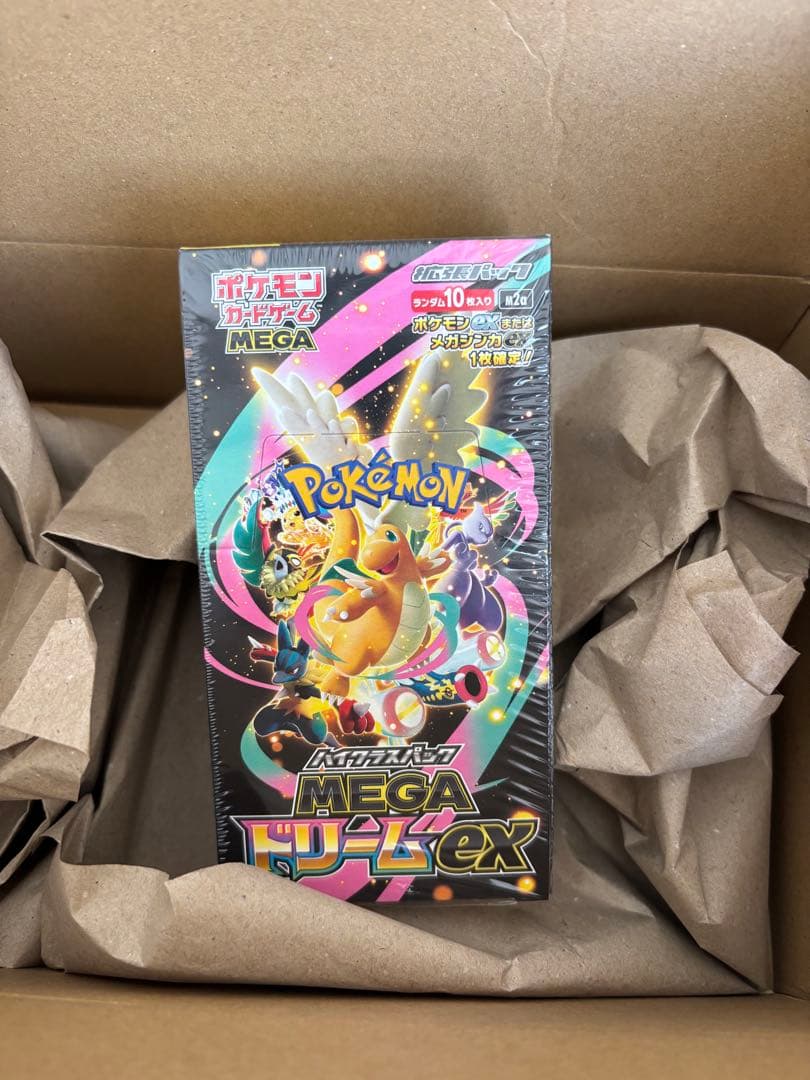 ポケモン
カードゲーム
MEGA
拡張パック
ランダム10枚入り
M2a
ポケモンexまたは
メガシンカex
1枚確定!
POKÉMON
ハイクラスパック
MEGA
ドリームex